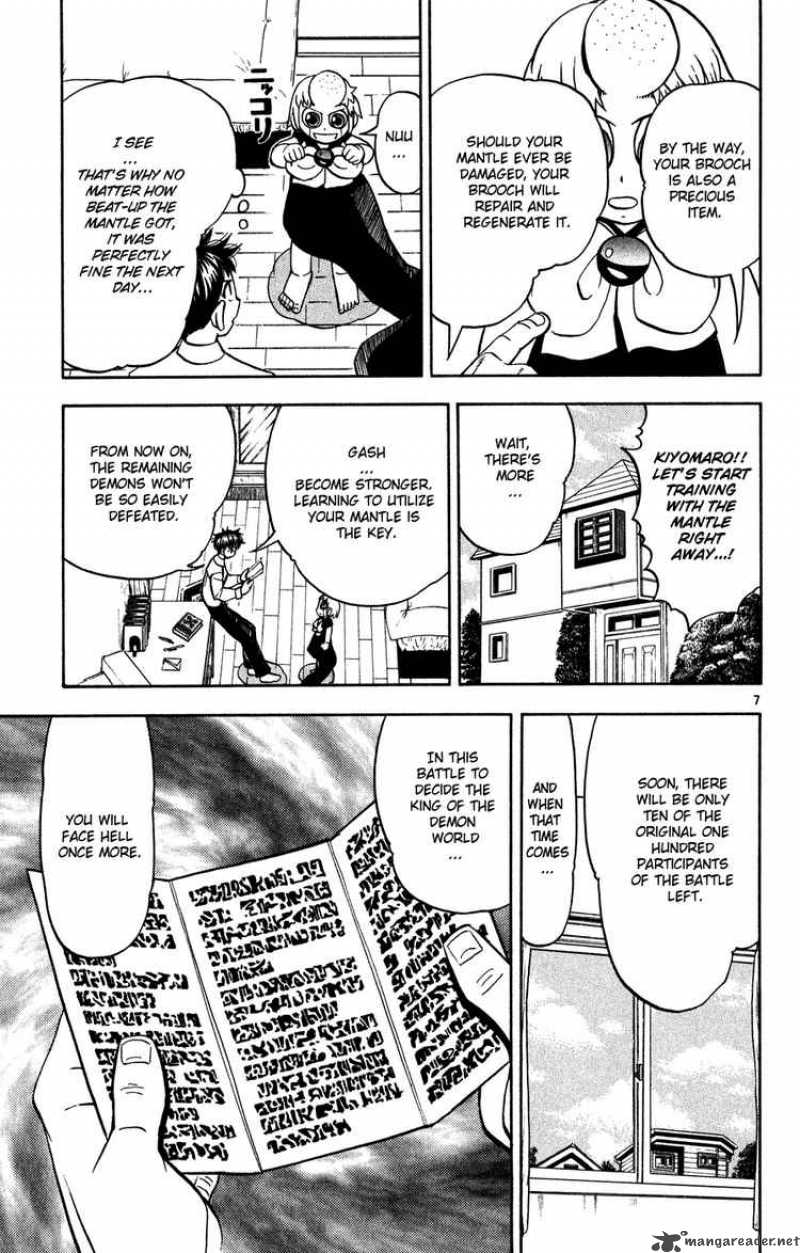 BY THE WAY,
YOUR BROOCH
IS ALSO A
PRECIOUS
ITEM.
SHOULD YOUR
MANTLE EVER BE
DAMAGED, YOUR
BROOCH WILL
REPAIR AND
REGENERATE IT.
NUU
...
ニッコリ
I SEE
...
THAT'S WHY NO
MATTER HOW
BEAT-UP THE
MANTLE GOT,
IT WAS
PERFECTLY
FINE THE NEXT
DAY...
KIYOMARO!!
LET'S START
TRAINING
WITH THE
MANTLE
RIGHT
AWAY...!
WAIT,
THERE'S
MORE
...
GASH
...
BECOME STRONGER.
LEARNING TO UTILIZE
YOUR MANTLE IS
THE KEY.
FROM NOW ON,
THE REMAINING
DEMONS WON'T
BE SO EASILY
DEFEATED.
7
SOON, THERE
WILL BE ONLY
TEN OF THE
ORIGINAL ONE
HUNDRED
PARTICIPANTS
OF THE BATTLE
LEFT.
AND
WHEN
THAT
TIME
COMES
...
IN THIS
BATTLE TO
DECIDE THE
KING OF THE
DEMON
WORLD
...
YOU WILL
FACE HELL
ONCE MORE.
mangareader.net